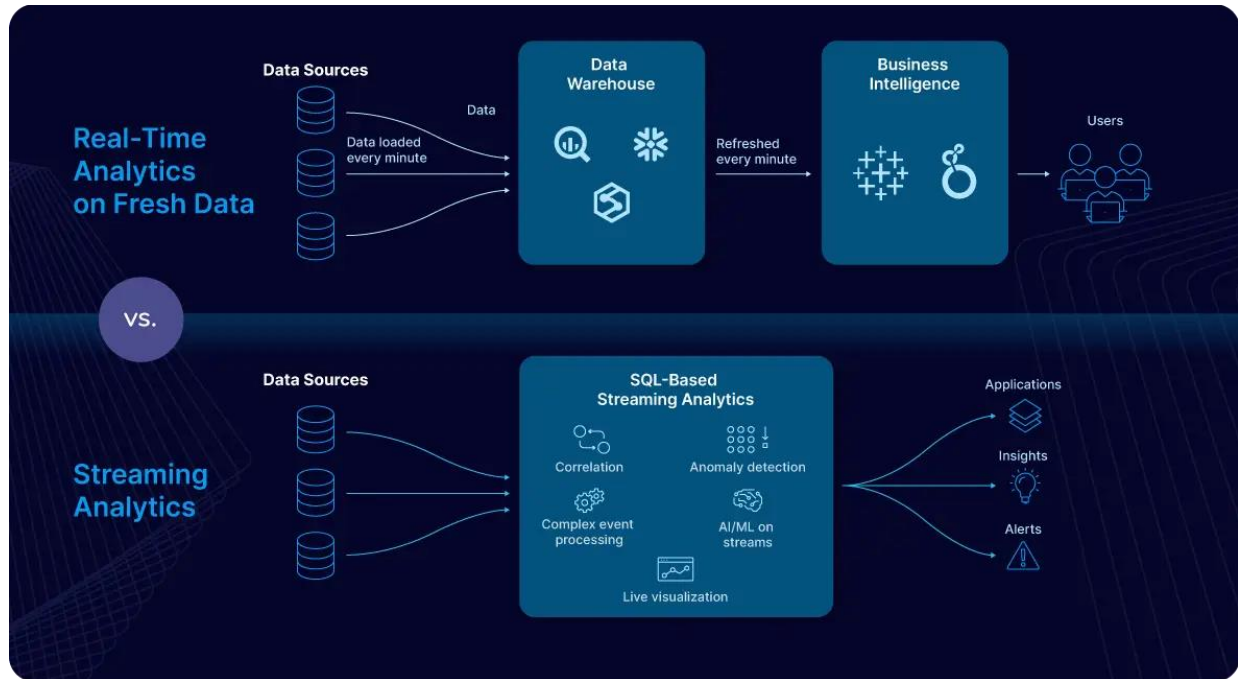 Real-Time
Analytics
on Fresh Data
Data Sources
Data loaded
every minute
Data
Data
Warehouse
Refreshed
every minute
Business
Intelligence
Users
vs.
Streaming
Analytics
Data Sources
SQL-Based
Streaming Analytics
Correlation
Anomaly detection
Complex event
processing
AI/ML on
streams
Live visualization
Applications
Insights
Alerts